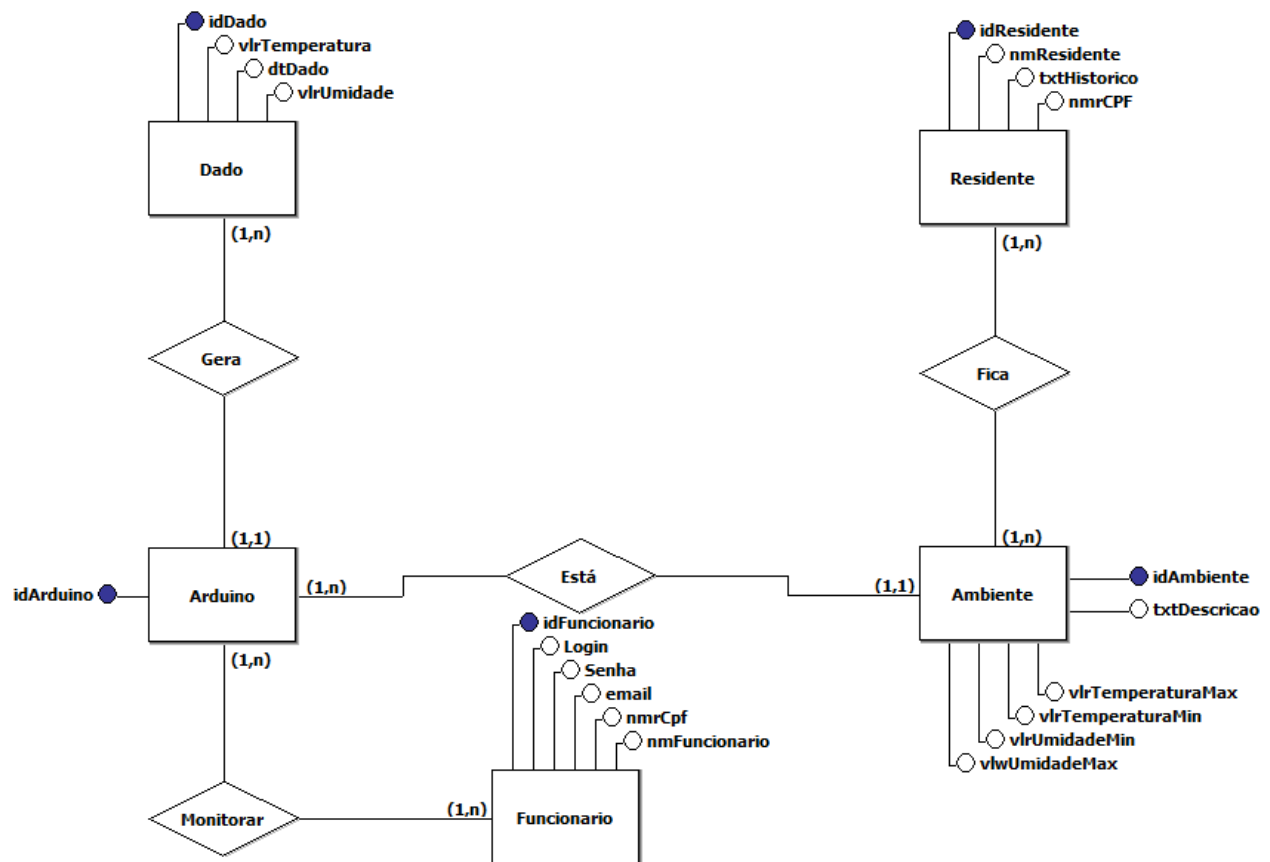 idDado
vlrTemperatura
dtDado
vlrUmidade
Dado
(1,n)
Gera
(1,1)
idResidente
nmResidente
txtHistorico
nmrCPF
Residente
(1,n)
Fica
(1,n)
idArduino
Arduino
(1,n)
Está
(1,1)
Ambiente
idAmbiente
txtDescricao
vlrTemperaturaMax
vlrTemperaturaMin
vlrUmidadeMin
vlwUmidadeMax
(1,n)
Monitorar
(1,n)
idFuncionario
Login
Senha
email
nmrCpf
nmFuncionario
Funcionario